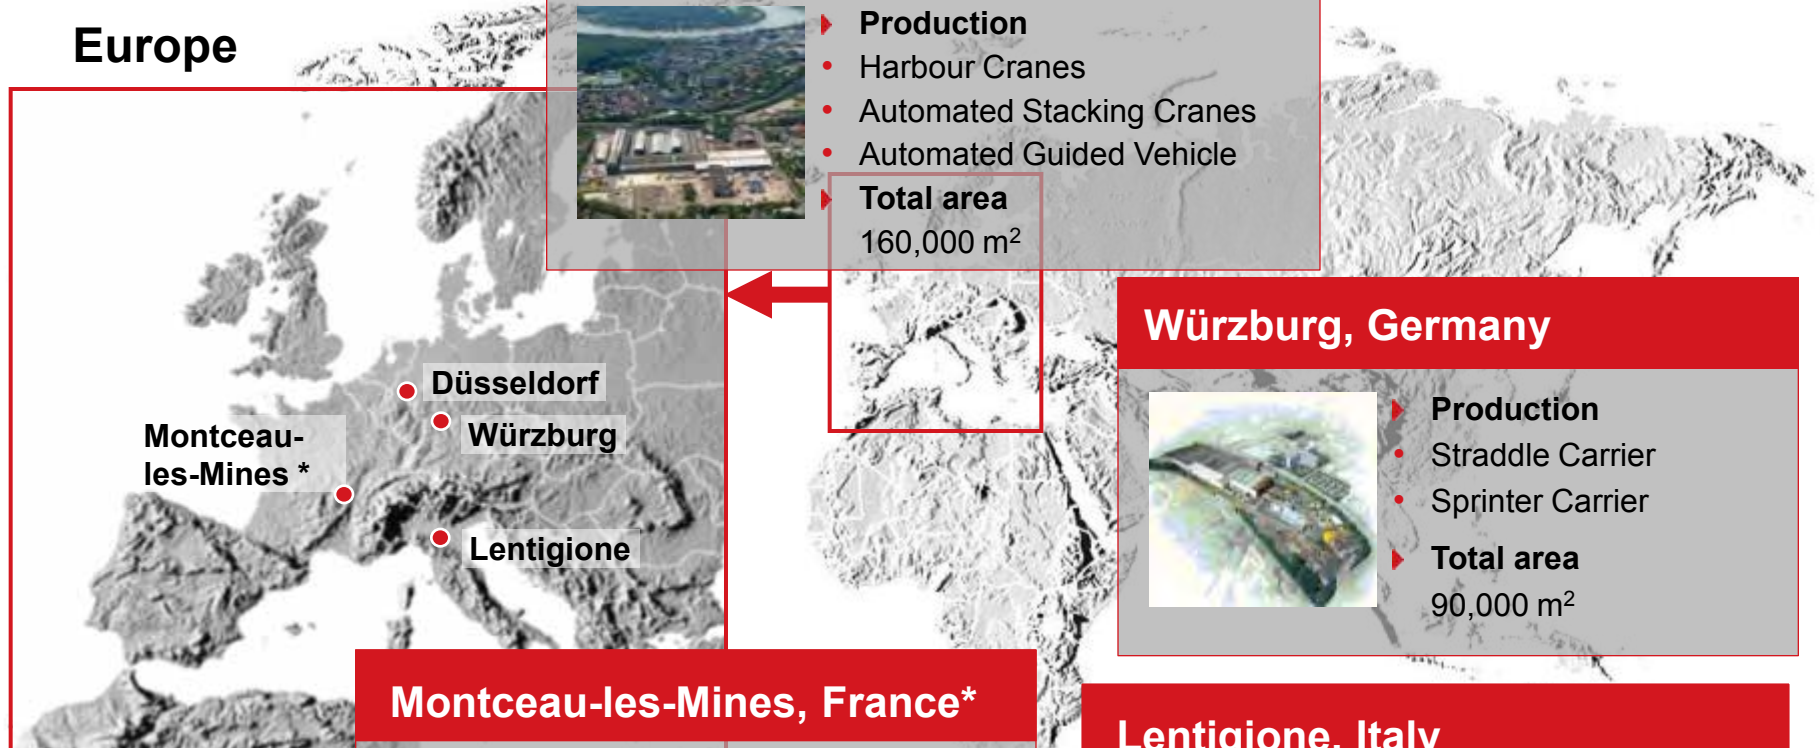 Europe
Production
Harbour Cranes
Automated Stacking Cranes
Automated Guided Vehicle
Total area
160,000 m²
Düsseldorf
Würzburg
Montceau-
les-Mines *
Lentigione
Würzburg, Germany
Production
Straddle Carrier
Sprinter Carrier
Total area
90,000 m²
Montceau-les-Mines, France*
Lentigione, Italy